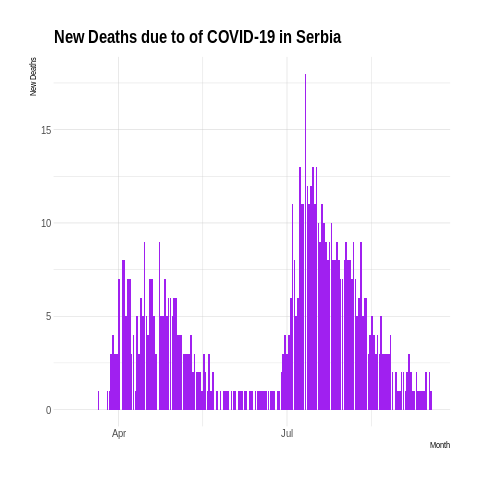 New Deaths due to of COVID-19 in Serbia
New Deaths
15
10
5
0
Apr
Jul
Month